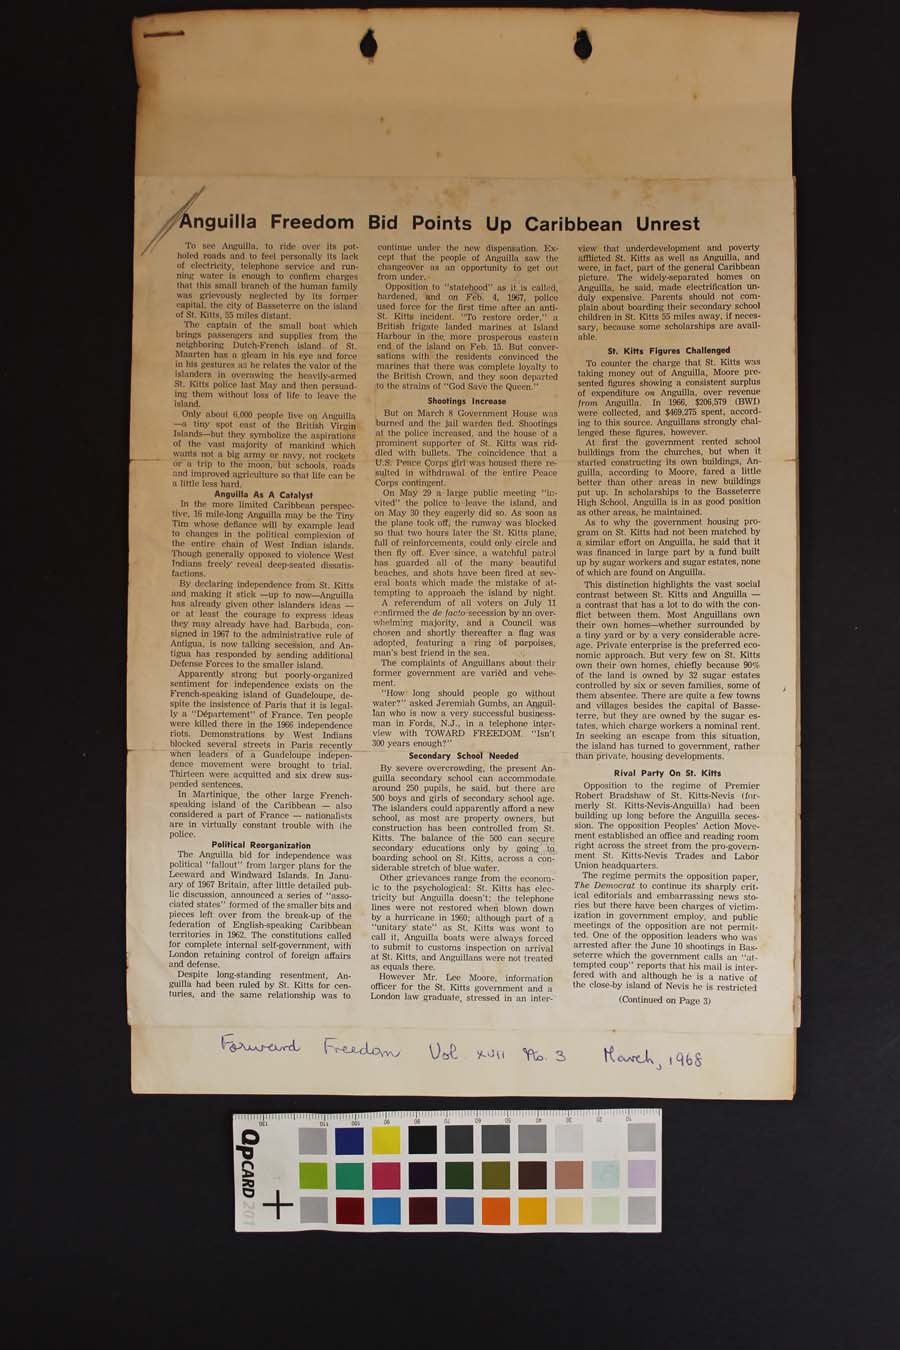 Anguilla Freedom Bid Points Up Caribbean Unrest
To see Anguilla, to ride over its pot-
holed roads and to feel personally its lack
of electricity, telephone service and run-
ning water is enough to confirm charges
that this small branch of the human family
was grievously neglected by its former
capital, the city of Basseterre on the island
of St. Kitts, 55 miles distant.
The captain of the small boat which
brings passengers and supplies from the
neighboring Dutch-French island of St.
Maarten has a gleam in his eye and force
in his gestures as he relates the valor of the
islanders in overawing the heavily-armed
St. Kitts police last May and then persuad-
ing them without loss of life to leave the
island.
Only about 6,000 people live on Anguilla
—a tiny spot east of the British Virgin
Islands—but they symbolize the aspirations
of the vast majority of mankind which
wants not a big army or navy, not rockets
or a trip to the moon, but schools, roads
and improved agriculture so that life can be
a little less hard.
Anguilla As A Catalyst
In the more limited Caribbean perspec-
tive, 16 mile-long Anguilla may be the Tiny
Tim whose defiance will by example lead
to changes in the political complexion of
the entire chain of West Indian islands.
Though generally opposed to violence West
Indians freely reveal deep-seated dissatis-
factions.
By declaring independence from St. Kitts
and making it stick —up to now—Anguilla
has already given other islanders ideas —
or at least the courage to express ideas
they may already have had. Barbuda, con-
signed in 1967 to the administrative rule of
Antigua, is now talking secession, and An-
tigua has responded by sending additional
Defense Forces to the smaller island.
Apparently strong but poorly-organized
sentiment for independence exists on the
French-speaking island of Guadeloupe, de-
spite the insistence of Paris that it is legal-
ly a "Département" of France. Ten people
were killed there in the 1966 independence
riots. Demonstrations by West Indians
blocked several streets in Paris recently
when leaders of a Guadeloupe indepen-
dence movement were brought to trial.
Thirteen were acquitted and six drew sus-
pended sentences.
In Martinique, the other large French-
speaking island of the Caribbean — also
considered a part of France — nationalists
are in virtually constant trouble with the
police.
Political Reorganization
The Anguilla bid for independence was
political "fallout" from larger plans for the
Leeward and Windward Islands. In Janu-
ary of 1967 Britain, after little detailed pub-
lic discussion, announced a series of "asso-
ciated states" formed of the smaller bits and
pieces left over from the break-up of the
federation of English-speaking Caribbean
territories in 1962. The constitutions called
for complete internal self-government, with
London retaining control of foreign affairs
and defense.
Despite long-standing resentment, An-
guilla had been ruled by St. Kitts for cen-
turies, and the same relationship was to
continue under the new dispensation. Ex-
cept that the people of Anguilla saw the
changeover as an opportunity to get out
from under.
Opposition to "statehood" as it is called,
hardened, and on Feb. 4, 1967, police
used force for the first time after an anti-
St. Kitts incident. "To restore order," a
British frigate landed marines at Island
Harbour in the more prosperous eastern
end of the island on Feb. 15. But conver-
sations with the residents convinced the
marines that there was complete loyalty to
the British Crown, and they soon departed
to the strains of "God Save the Queen."
Shootings Increase
But on March 8 Government House was
burned and the jail warden fled. Shootings
at the police increased, and the house of a
prominent supporter of St. Kitts was rid-
dled with bullets. The coincidence that a
U.S. Peace Corps girl was housed there re-
sulted in withdrawal of the entire Peace
Corps contingent.
On May 29 a large public meeting "in-
vited" the police to leave the island, and
on May 30 they eagerly did so. As soon as
the plane took off, the runway was blocked
so that two hours later the St. Kitts plane,
full of reinforcements, could only circle and
then fly off. Ever since, a watchful patrol
has guarded all of the many beautiful
beaches, and shots have been fired at sev-
eral boats which made the mistake of at-
tempting to approach the island by night.
A referendum of all voters on July 11
confirmed the de facto secession by an over-
whelming majority, and a Council was
chosen and shortly thereafter a flag was
adopted, featuring a ring of porpoises,
man's best friend in the sea.
The complaints of Anguillans about their
former government are varied and vehe-
ment.
"How long should people go without
water?" asked Jeremiah Gumbs, an Anguil-
lan who is now a very successful business-
man in Fords, N.J., in a telephone inter-
view with TOWARD FREEDOM. "Isn't
300 years enough?"
Secondary School Needed
By severe overcrowding, the present An-
guilla secondary school can accommodate
around 250 pupils, he said, but there are
500 boys and girls of secondary school age.
The islanders could apparently afford a new
school, as most are property owners, but
construction has been controlled from St.
Kitts. The balance of the 500 can secure
secondary educations only by going to
boarding school on St. Kitts, across a con-
siderable stretch of blue water.
Other grievances range from the econom-
ic to the psychological: St. Kitts has elec-
tricity but Anguilla doesn't; the telephone
lines were not restored when blown down
by a hurricane in 1960; although part of a
"unitary state" as St. Kitts was wont to
call it, Anguilla boats were always forced
to submit to customs inspection on arrival
at St. Kitts, and Anguillans were not treated
as equals there.
However Mr. Lee Moore, information
officer for the St. Kitts government and a
London law graduate, stressed in an inter-
view that underdevelopment and poverty
afflicted St. Kitts as well as Anguilla, and
were, in fact, part of the general Caribbean
picture. The widely-separated homes on
Anguilla, he said, made electrification un-
duly expensive. Parents should not com-
plain about boarding their secondary school
children in St. Kitts 55 miles away, if neces-
sary, because some scholarships are avail-
able.
St. Kitts Figures Challenged
To counter the charge that St. Kitts was
taking money out of Anguilla, Moore pre-
sented figures showing a consistent surplus
of expenditure on Anguilla, over revenue
from Anguilla. In 1966, $206,579 (BWI)
were collected, and $469,275 spent, accord-
ing to this source. Anguillans strongly chal-
lenged these figures, however.
At first the government rented school
buildings from the churches, but when it
started constructing its own buildings, An-
guilla, according to Moore, fared a little
better than other areas in new buildings
put up. In scholarships to the Basseterre
High School, Anguilla is in as good position
as other areas, he maintained.
As to why the government housing pro-
gram on St. Kitts had not been matched by
a similar effort on Anguilla, he said that it
was financed in large part by a fund built
up by sugar workers and sugar estates, none
of which are found on Anguilla.
This distinction highlights the vast social
contrast between St. Kitts and Anguilla —
a contrast that has a lot to do with the con-
flict between them. Most Anguillans own
their own homes—whether surrounded by
a tiny yard or by a very considerable acre-
age. Private enterprise is the preferred eco-
nomic approach. But very few on St. Kitts
own their own homes, chiefly because 90%
of the land is owned by 32 sugar estates
controlled by six or seven families, some of
them absentee. There are quite a few towns
and villages besides the capital of Basse-
terre, but they are owned by the sugar es-
tates, which charge workers a nominal rent.
In seeking an escape from this situation,
the island has turned to government, rather
than private, housing developments.
Rival Party On St. Kitts
Opposition to the regime of Premier
Robert Bradshaw of St. Kitts-Nevis (for-
merly St. Kitts-Nevis-Anguilla) had been
building up long before the Anguilla seces-
sion. The opposition Peoples' Action Move-
ment established an office and reading room
right across the street from the pro-govern-
ment St. Kitts-Nevis Trades and Labor
Union headquarters.
The regime permits the opposition paper,
The Democrat to continue its sharply crit-
ical editorials and embarrassing news sto-
ries but there have been charges of victim-
ization in government employ, and public
meetings of the opposition are not permit-
ted. One of the opposition leaders who was
arrested after the June 10 shootings in Bas-
seterre which the government calls an "at-
tempted coup" reports that his mail is inter-
fered with and although he is a native of
the close-by island of Nevis he is restricted
(Continued on Page 3)
Forward Freedom Vol XVII No. 3 March, 1968
130 110 100 90 80 70 60 50 40 30 20 10
QPCARD 201